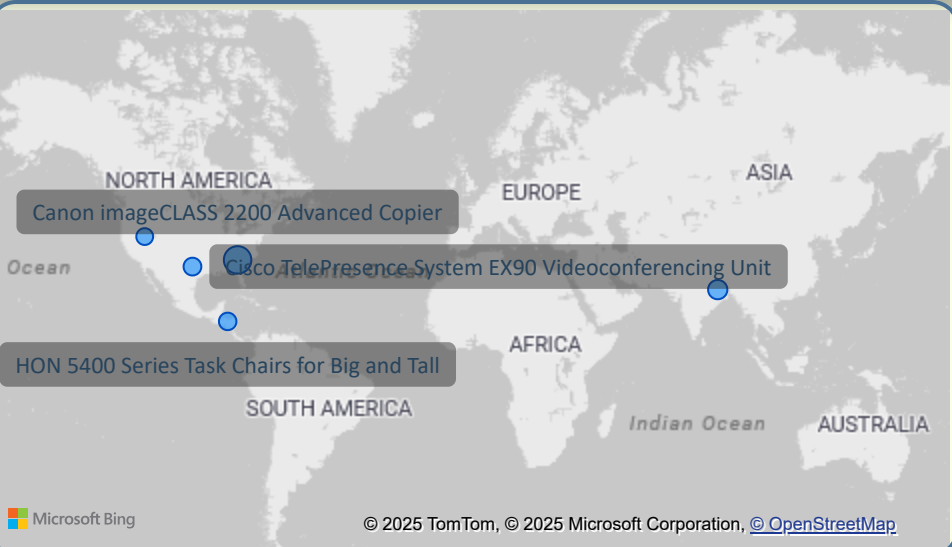 NORTH AMERICA
ASIA
EUROPE
Canon imageCLASS 2200 Advanced Copier
Ocean
Atlantic Ocean
Cisco TelePresence System EX90 Videoconferencing Unit
AFRICA
HON 5400 Series Task Chairs for Big and Tall
SOUTH AMERICA
Indian Ocean
AUSTRALIA
Microsoft Bing
© 2025 TomTom, © 2025 Microsoft Corporation, © OpenStreetMap